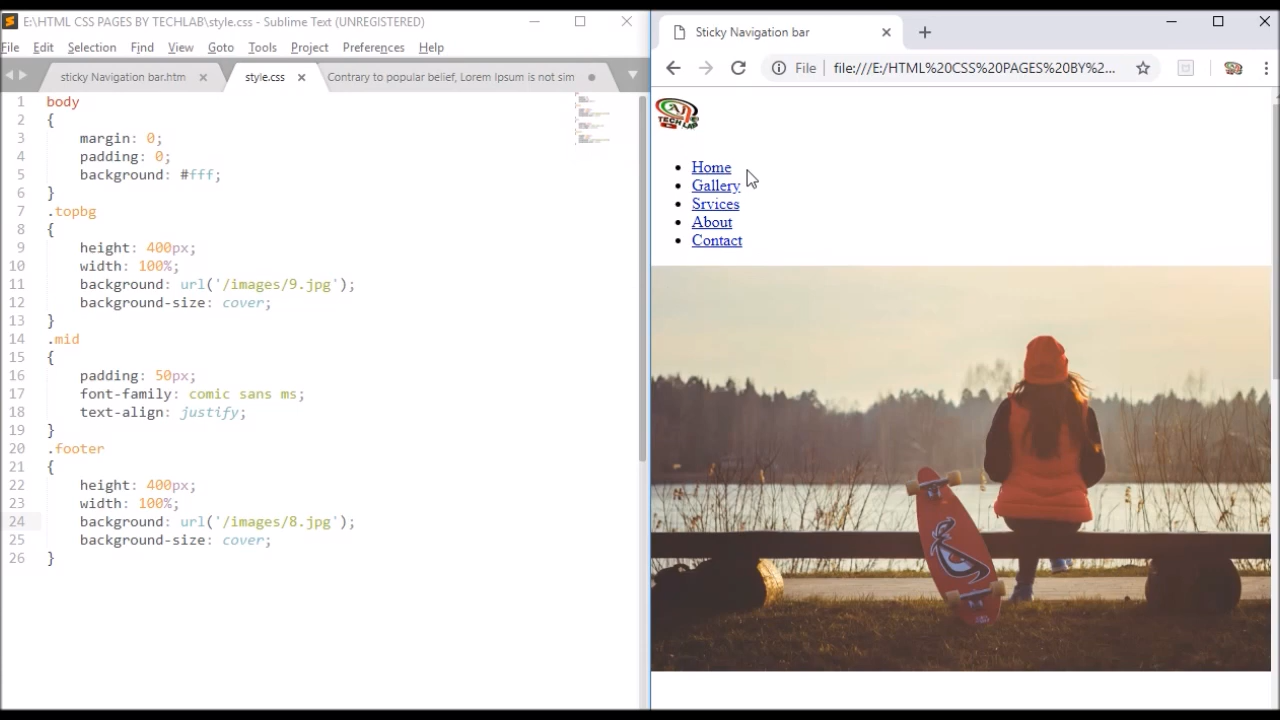 E:\HTML CSS PAGES BY TECHLAB\style.css - Sublime Text (UNREGISTERED)
File Edit Selection Find View Goto Tools Project Preferences Help
sticky Navigation bar.htm
style.css
Contrary to popular belief, Lorem Ipsum is not sim
1 body
2 {
3 margin: 0;
4 padding: 0;
5 background: #fff;
6 }
7 .topbg
8 {
9 height: 400px;
10 width: 100%;
11 background: url('/images/9.jpg');
12 background-size: cover;
13 }
14 .mid
15 {
16 padding: 50px;
17 font-family: comic sans ms;
18 text-align: justify;
19 }
20 .footer
21 {
22 height: 400px;
23 width: 100%;
24 background: url('/images/8.jpg');
25 background-size: cover;
26 }
Sticky Navigation bar
File file:///E:/HTML%20CSS%20PAGES%20BY%2...
TECH LAB
Home
Gallery
Srvices
About
Contact